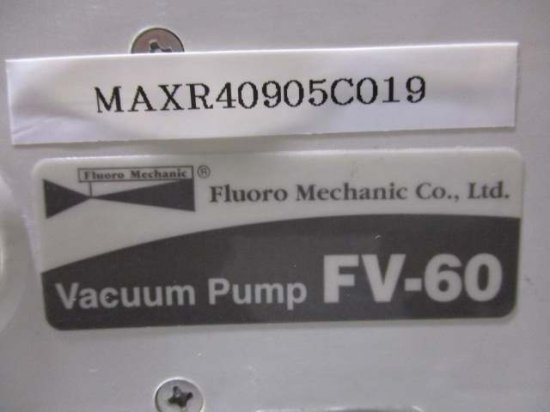 MAXR40905C019
Fluoro Mechanic ®
Fluoro Mechanic Co., Ltd.
Vacuum Pump FV-60